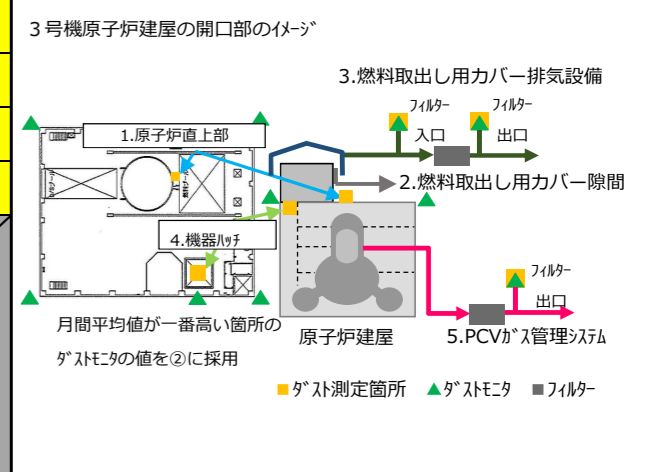 ３号機原子炉建屋の開口部のｲﾒｰｼﾞ
3.燃料取出し用カバー排気設備
ﾌｨﾙﾀｰ
ﾌｨﾙﾀｰ
入口
出口
1.原子炉直上部
2.燃料取出し用カバー隙間
4.機器ﾊｯﾁ
ﾌｨﾙﾀｰ
出口
月間平均値が一番高い箇所の
ﾀﾞｽﾄﾓﾆﾀの値を②に採用
原子炉建屋
5.PCVｶﾞｽ管理ｼｽﾃﾑ
■ﾀﾞｽﾄ測定箇所 ▲ﾀﾞｽﾄﾓﾆﾀ ■ﾌｨﾙﾀｰ